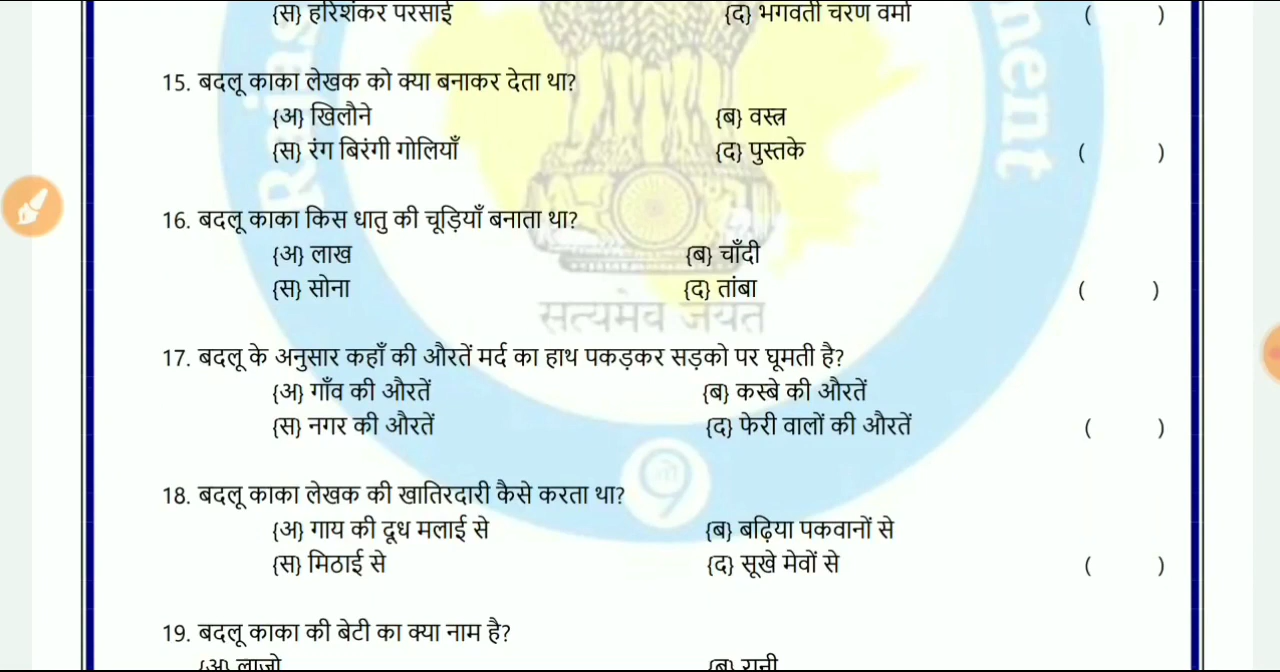 {स} हरिशंकर परसाई {द} भगवती चरण वर्मा ( )
15. बदलू काका लेखक को क्या बनाकर देता था?
{अ} खिलौने {ब} वस्त्र
{स} रंग बिरंगी गोलियाँ {द} पुस्तके ( )
16. बदलू काका किस धातु की चूड़ियाँ बनाता था?
{अ} लाख {ब} चाँदी
{स} सोना {द} तांबा ( )
सत्यमेव जयते
17. बदलू के अनुसार कहाँ की औरतें मर्द का हाथ पकड़कर सड़को पर घूमती है?
{अ} गाँव की औरतें {ब} कस्बे की औरतें
{स} नगर की औरतें {द} फेरी वालों की औरतें ( )
18. बदलू काका लेखक की खातिरदारी कैसे करता था?
{अ} गाय की दूध मलाई से {ब} बढ़िया पकवानों से
{स} मिठाई से {द} सूखे मेवों से ( )
19. बदलू काका की बेटी का क्या नाम है?
{अ} लाजो {ब} रानी